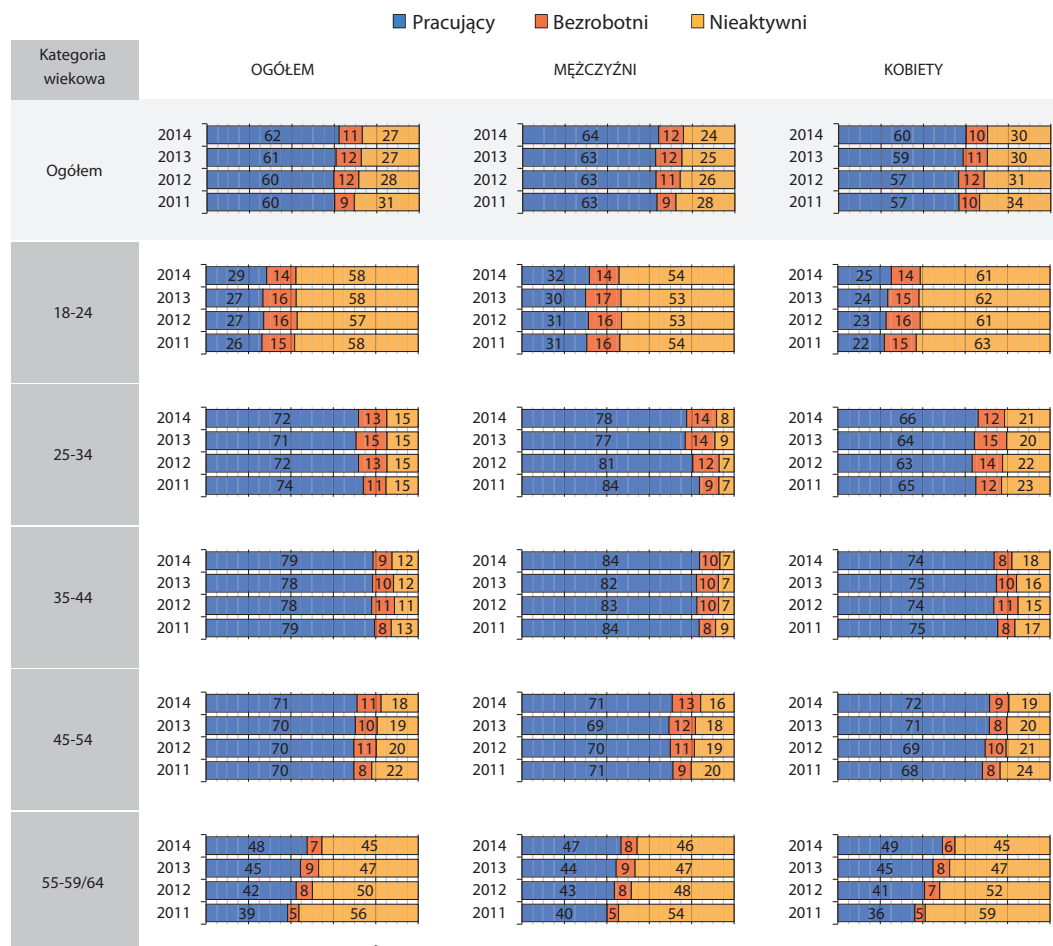 Pracujący Bezrobotni Nieaktywni
Kategoria wiekowa OGÓŁEM MĘŻCZYŹNI KOBIETY
Ogółem
2014 62 11 27 2014 64 12 24 2014 60 10 30
2013 61 12 27 2013 63 12 25 2013 59 11 30
2012 60 12 28 2012 63 11 26 2012 57 12 31
2011 60 9 31 2011 63 9 28 2011 57 10 34
18-24
2014 29 14 58 2014 32 14 54 2014 25 14 61
2013 27 16 58 2013 30 17 53 2013 24 15 62
2012 27 16 57 2012 31 16 53 2012 23 16 61
2011 26 15 58 2011 31 16 54 2011 22 15 63
25-34
2014 72 13 15 2014 78 14 8 2014 66 12 21
2013 71 15 15 2013 77 14 9 2013 64 15 20
2012 72 13 15 2012 81 12 7 2012 63 14 22
2011 74 11 15 2011 84 9 7 2011 65 12 23
35-44
2014 79 9 12 2014 84 10 7 2014 74 8 18
2013 78 10 12 2013 82 10 7 2013 75 10 16
2012 78 11 11 2012 83 10 7 2012 74 11 15
2011 79 8 13 2011 84 8 9 2011 75 8 17
45-54
2014 71 11 18 2014 71 13 16 2014 72 9 19
2013 70 10 19 2013 69 12 18 2013 71 8 20
2012 70 11 20 2012 70 11 19 2012 69 10 21
2011 70 8 22 2011 71 9 20 2011 68 8 24
55-59/64
2014 48 7 45 2014 47 8 46 2014 49 6 45
2013 45 9 47 2013 44 9 47 2013 45 8 47
2012 42 8 50 2012 43 8 48 2012 41 7 52
2011 39 5 56 2011 40 5 54 2011 36 5 59